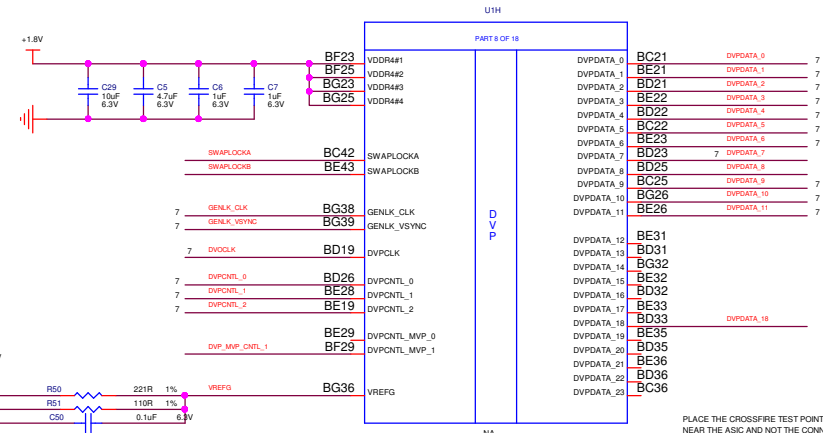 U1H
PART 8 OF 18
+1.8V
C29 10uF 6.3V
C5 4.7uF 6.3V
C6 1uF 6.3V
C7 1uF 6.3V
BF23 VDDR4#1
BF25 VDDR4#2
BG23 VDDR4#3
BG25 VDDR4#4
SWAPLOCKA BC42 SWAPLOCKA
SWAPLOCKB BE43 SWAPLOCKB
7 GENLK_CLK BG38 GENLK_CLK
7 GENLK_VSYNC BG39 GENLK_VSYNC
7 DVOCLK BD19 DVPCLK
7 DVPCNTL_0 BD26 DVPCNTL_0
7 DVPCNTL_1 BE28 DVPCNTL_1
7 DVPCNTL_2 BE19 DVPCNTL_2
BE29 DVPCNTL_MVP_0
DVP_MVP_CNTL_1 BF29 DVPCNTL_MVP_1
R50 221R 1% VREFG BG36 VREFG
R51 110R 1%
C50 0.1uF 6.3V
DVP
DVPDATA_0 BC21 DVPDATA_0 7
DVPDATA_1 BE21 DVPDATA_1 7
DVPDATA_2 BD21 DVPDATA_2 7
DVPDATA_3 BE22 DVPDATA_3 7
DVPDATA_4 BD22 DVPDATA_4 7
DVPDATA_5 BC22 DVPDATA_5 7
DVPDATA_6 BE23 DVPDATA_6 7
DVPDATA_7 BD23 7 DVPDATA_7
DVPDATA_8 BD25 DVPDATA_8
DVPDATA_9 BC25 DVPDATA_9 7
DVPDATA_10 BG26 DVPDATA_10 7
DVPDATA_11 BE26 DVPDATA_11 7
DVPDATA_12 BE31
DVPDATA_13 BD31
DVPDATA_14 BG32
DVPDATA_15 BE32
DVPDATA_16 BD32
DVPDATA_17 BE33
DVPDATA_18 BD33 DVPDATA_18
DVPDATA_19 BE35
DVPDATA_20 BD35
DVPDATA_21 BE36
DVPDATA_22 BD36
DVPDATA_23 BC36
PLACE THE CROSSFIRE TEST POINT
NEAR THE ASIC AND NOT THE CONN